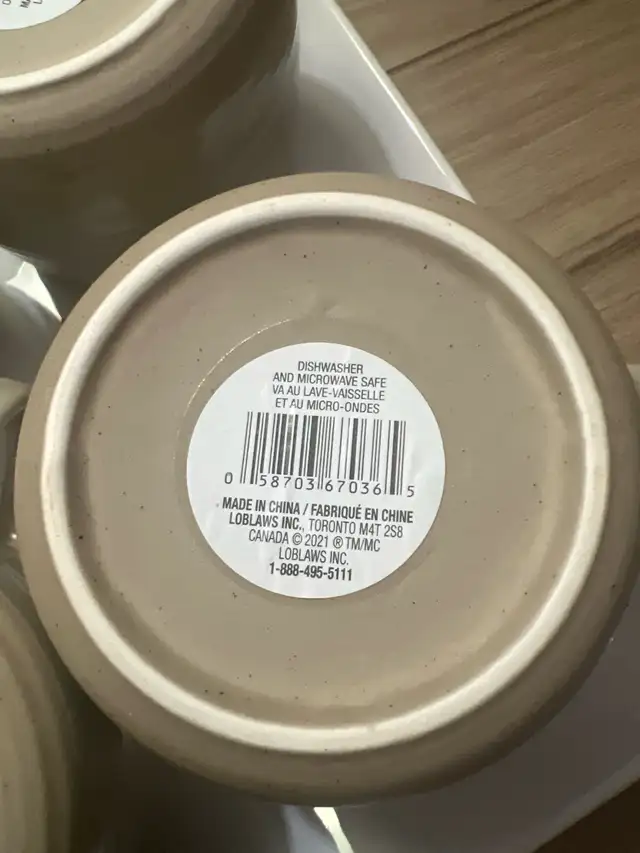 DISHWASHER
AND MICROWAVE SAFE
VA AU LAVE-VAISSELLE
ET AU MICRO-ONDES
0 58703 67036 5
MADE IN CHINA / FABRIQUÉ EN CHINE
LOBLAWS INC., TORONTO M4T 2S8
CANADA © 2021 ® TM/MC
LOBLAWS INC.
1-888-495-5111